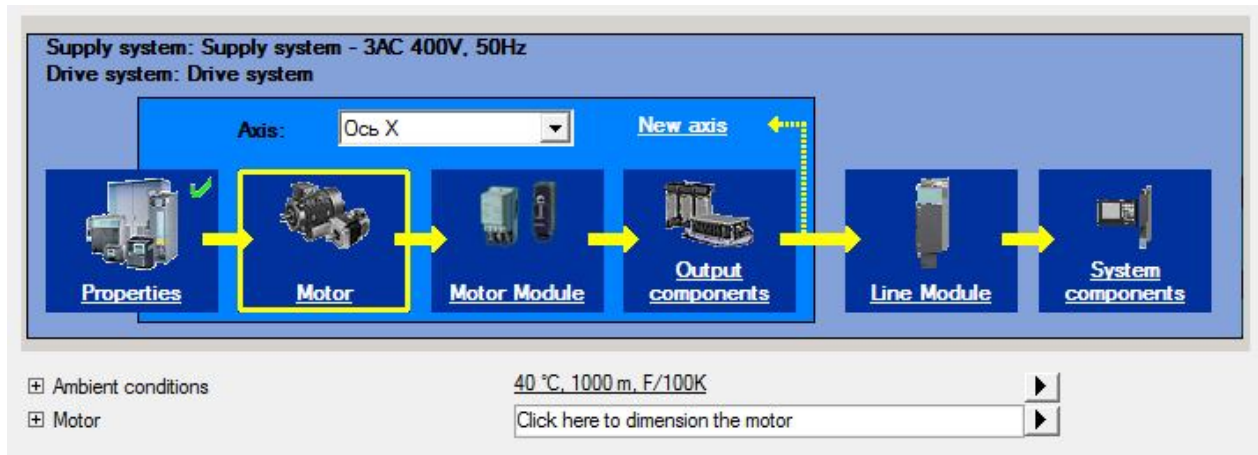 Supply system: Supply system - 3AC 400V, 50Hz
Drive system: Drive system
Axis: Ось X New axis
Properties
Motor
Motor Module
Output
components
Line Module
System
components
Ambient conditions 40 °C, 1000 m, F/100K
Motor Click here to dimension the motor